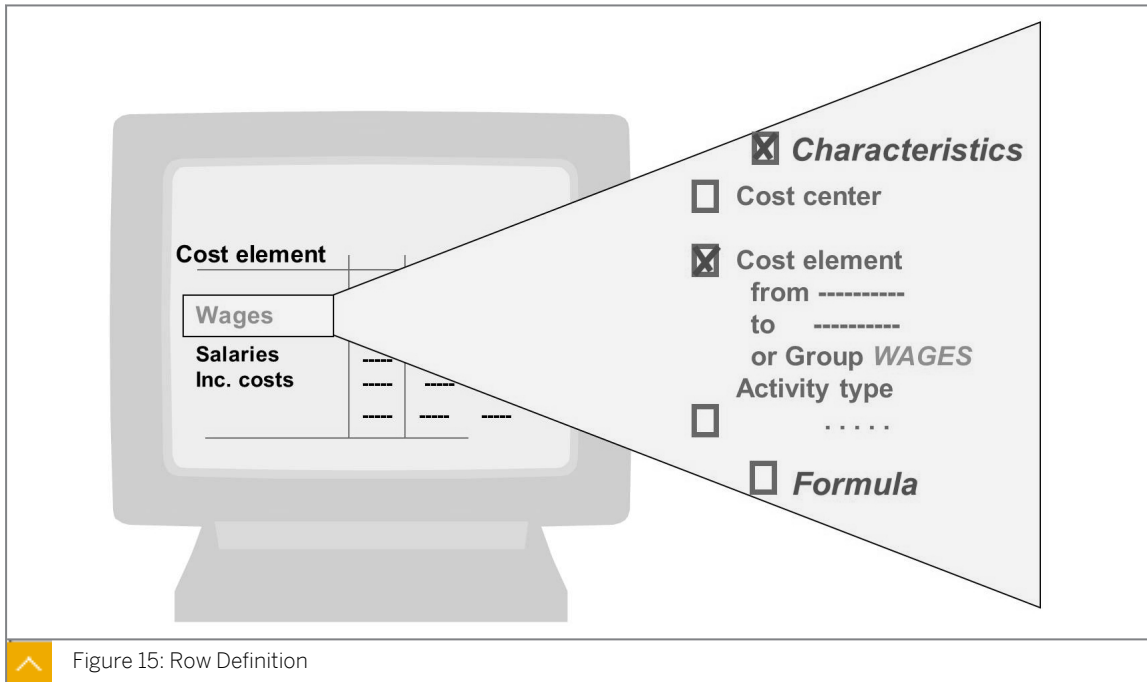 Cost element
Wages
Salaries -----
Inc. costs ----- -----
----- ----- -----
Characteristics
Cost center
Cost element
from ----------
to ----------
or Group WAGES
Activity type
. . . . .
Formula
Figure 15: Row Definition